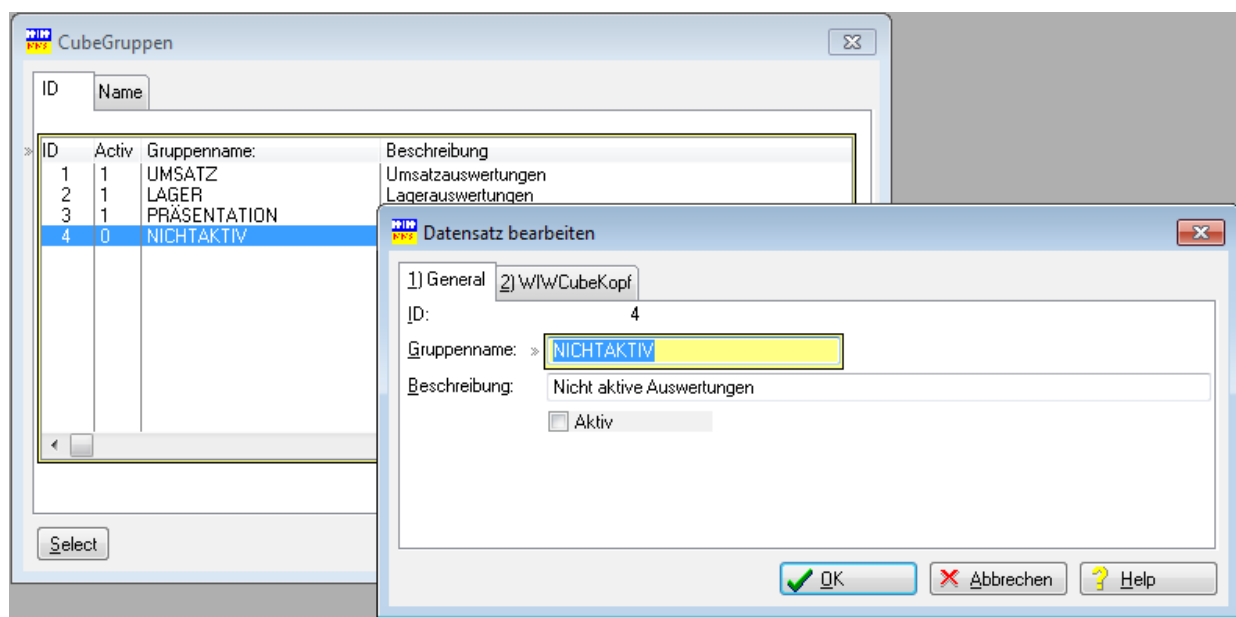 CubeGruppen
ID Name
ID Activ Gruppenname: Beschreibung
1 1 UMSATZ Umsatzauswertungen
2 1 LAGER Lagerauswertungen
3 1 PRÄSENTATION
4 0 NICHTAKTIV
Select
Datensatz bearbeiten
1) General 2) WIWCubeKopf
ID: 4
Gruppenname: » NICHTAKTIV
Beschreibung: Nicht aktive Auswertungen
Aktiv
OK Abbrechen Help